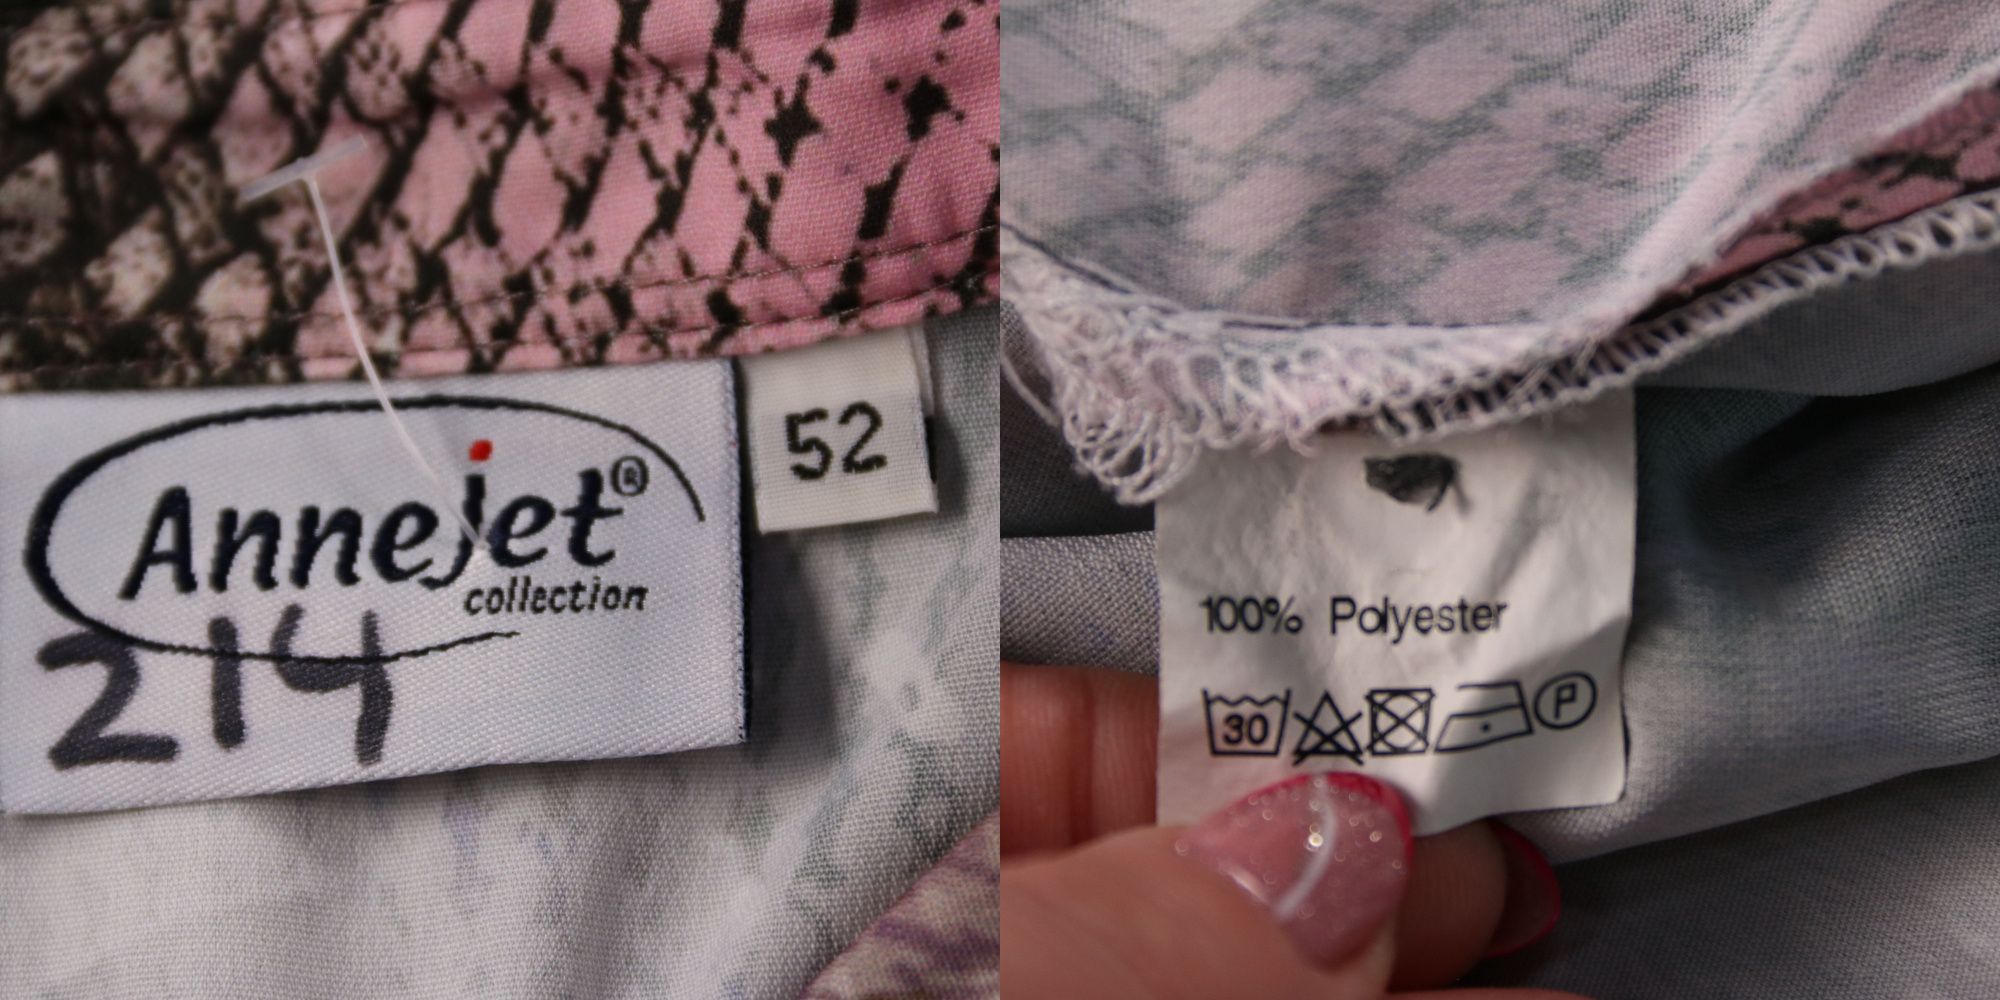 Annejet®
collection
214
52
100% Polyester
30
P